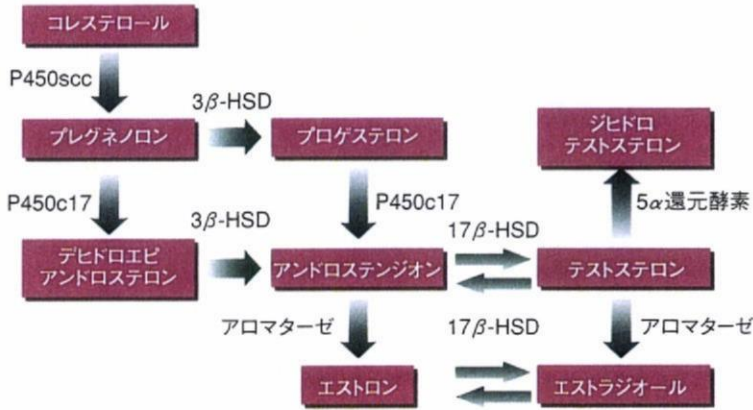 コレステロール
P450scc
3β-HSD
プレグネノロン
プロゲステロン
ジヒドロ
テストステロン
P450c17
P450c17
5α還元酵素
3β-HSD
17β-HSD
デヒドロエピ
アンドロステロン
アンドロステンジオン
テストステロン
アロマターゼ
17β-HSD
アロマターゼ
エストロン
エストラジオール